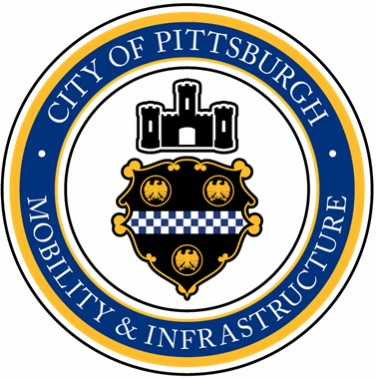 CITY OF PITTSBURGH
MOBILITY & INFRASTRUCTURE